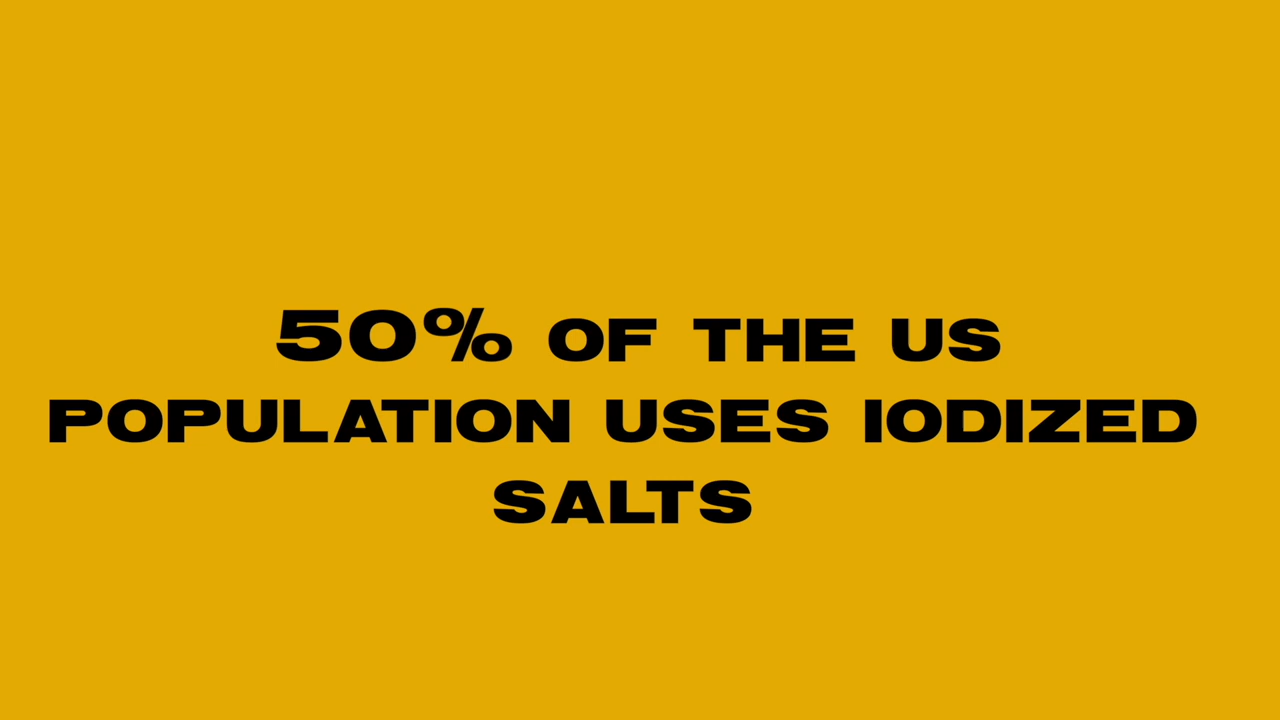 50% OF THE US
POPULATION USES IODIZED
SALTS